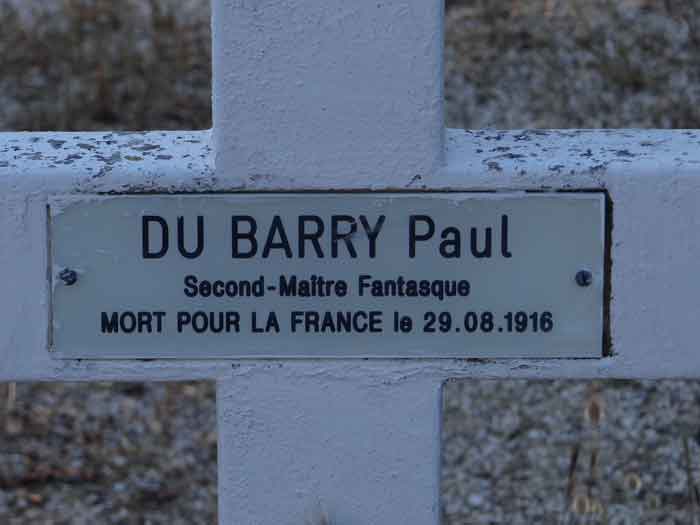 DU BARRY Paul
Second-Maître Fantasque
MORT POUR LA FRANCE le 29.08.1916